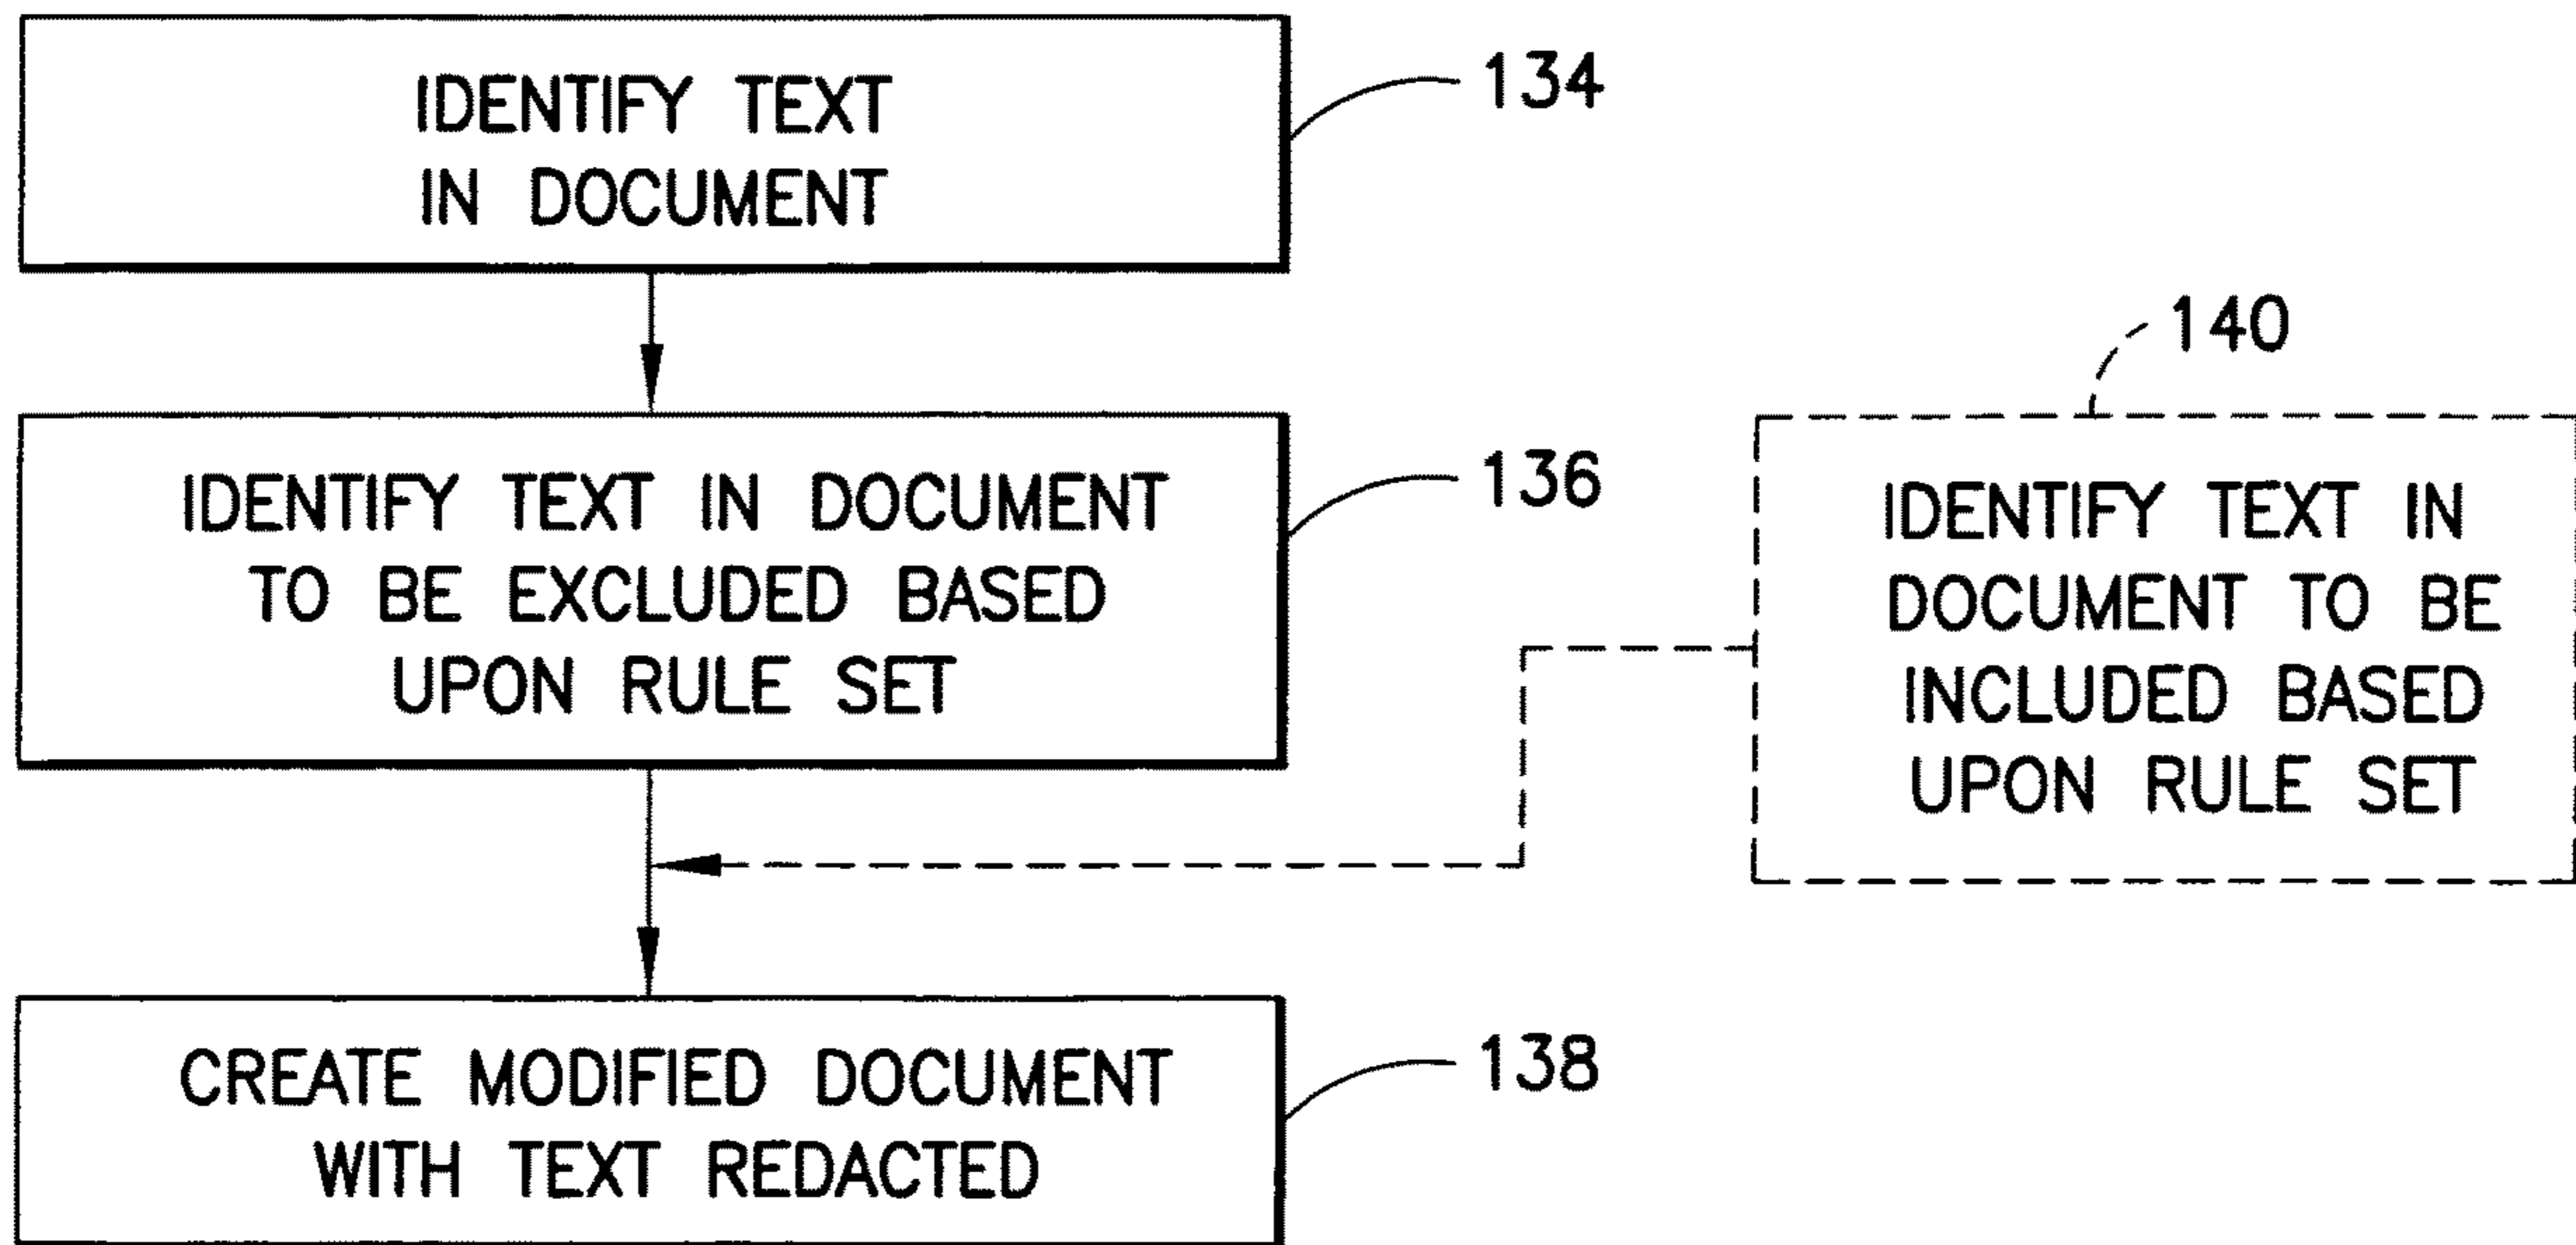 IDENTIFY TEXT
IN DOCUMENT
134
IDENTIFY TEXT IN DOCUMENT
TO BE EXCLUDED BASED
UPON RULE SET
136
140
IDENTIFY TEXT IN
DOCUMENT TO BE
INCLUDED BASED
UPON RULE SET
CREATE MODIFIED DOCUMENT
WITH TEXT REDACTED
138